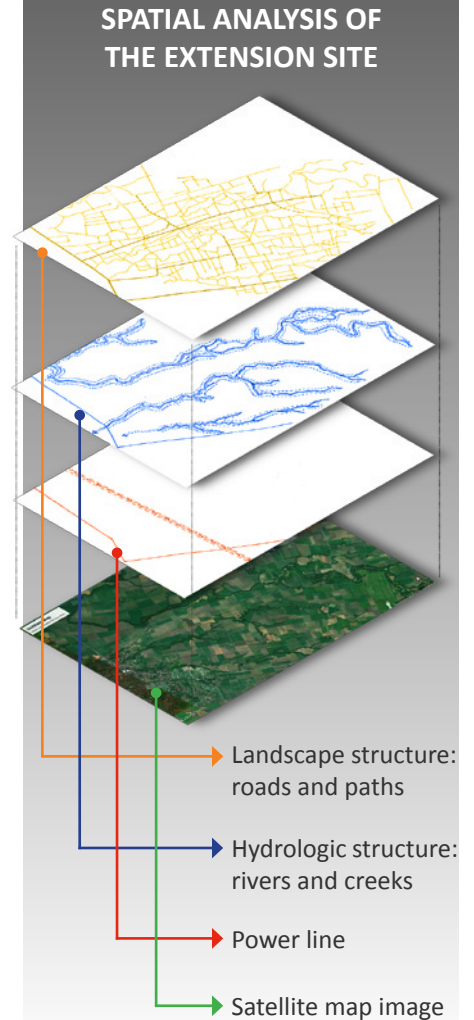 SPATIAL ANALYSIS OF
THE EXTENSION SITE
Landscape structure:
roads and paths
Hydrologic structure:
rivers and creeks
Power line
Satellite map image